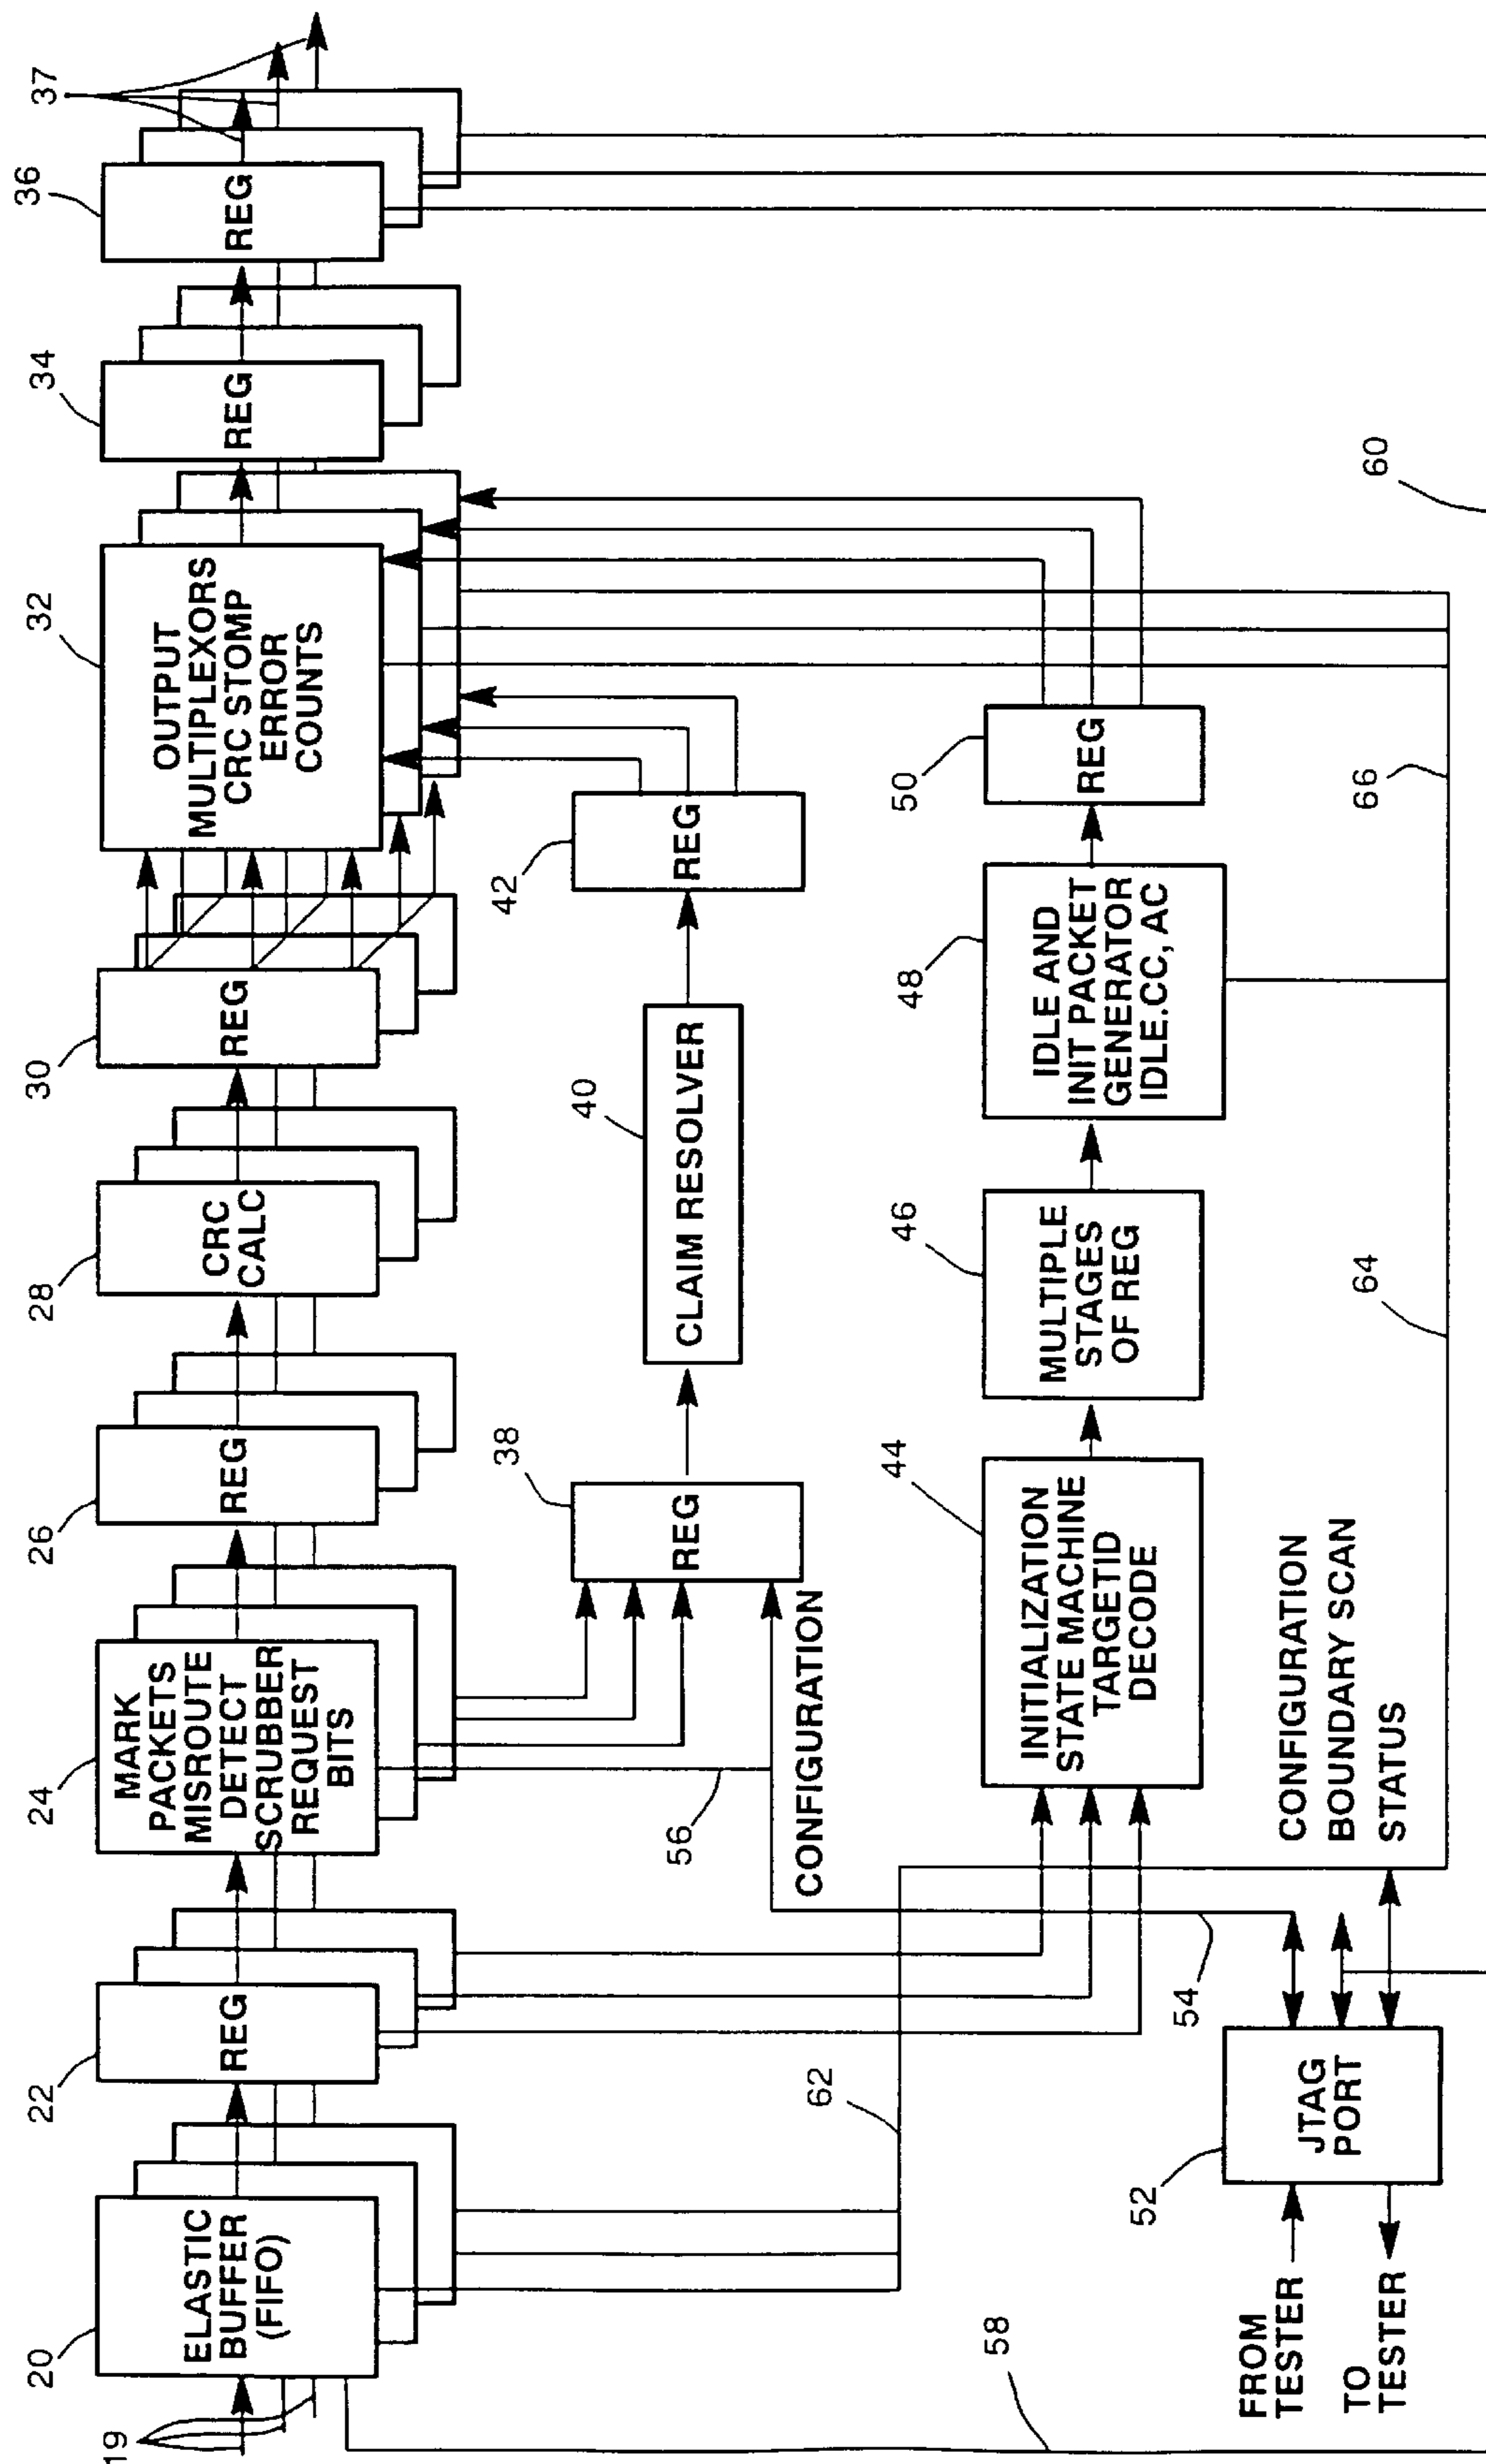 19
20
ELASTIC
BUFFER
(FIFO)
22
REG
24
MARK
PACKETS
MISROUTE
DETECT
SCRUBBER
REQUEST
BITS
26
REG
28
CRC
CALC
30
REG
32
OUTPUT
MULTIPLEXORS
CRC STOMP
ERROR
COUNTS
34
REG
36
REG
37
38
REG
40
CLAIM RESOLVER
42
REG
56
CONFIGURATION
44
INITIALIZATION
STATE MACHINE
TARGETID
DECODE
46
MULTIPLE
STAGES
OF REG
48
IDLE AND
INIT PACKET
GENERATOR
IDLE.CC, AC
50
REG
62
54
CONFIGURATION
BOUNDARY SCAN
STATUS
64
66
60
52
JTAG
PORT
FROM
TESTER
TO
TESTER
58